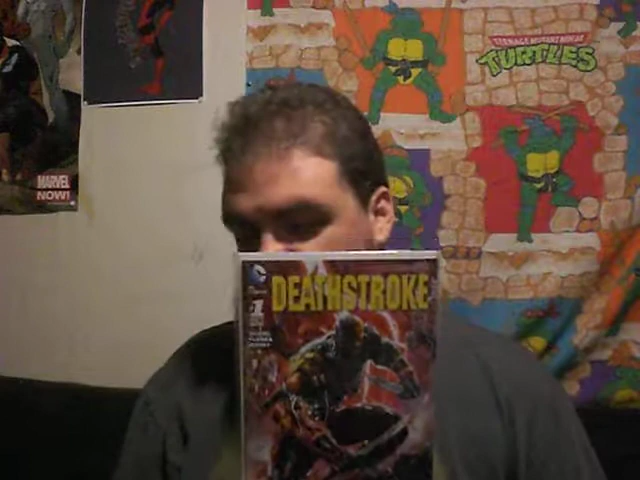 MARVEL
NOW!
TEENAGE MUTANT NINJA
TURTLES
DEATHSTROKE
#1